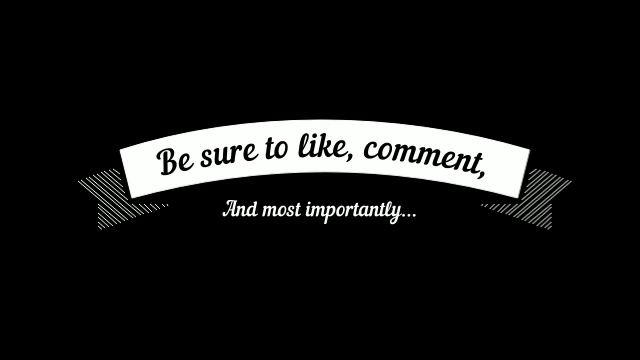 Be sure to like, comment,
And most importantly...